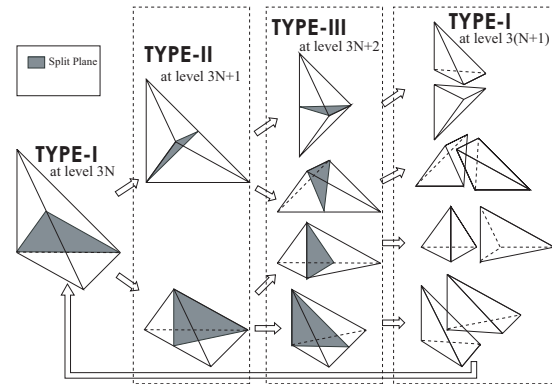 Split Plane
TYPE-I
at level 3N
TYPE-II
at level 3N+1
TYPE-III
at level 3N+2
TYPE-I
at level 3(N+1)